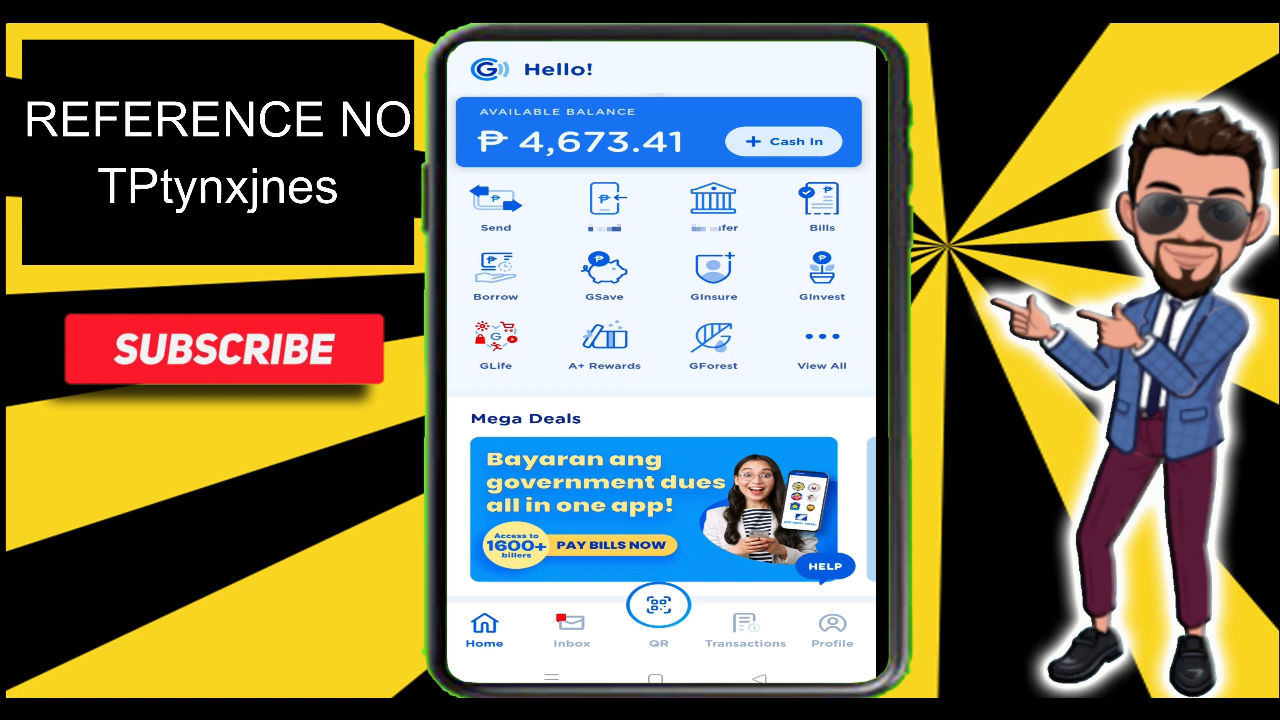 REFERENCE NO
TPtynxjnes
SUBSCRIBE
G Hello!
AVAILABLE BALANCE
₱ 4,673.41
+ Cash In
Send
fer
Bills
Borrow
GSave
GInsure
GInvest
GLife
A+ Rewards
GForest
View All
Mega Deals
Bayaran ang
government dues
all in one app!
Access to
1600+
billers
PAY BILLS NOW
HELP
Home
Inbox
QR
Transactions
Profile